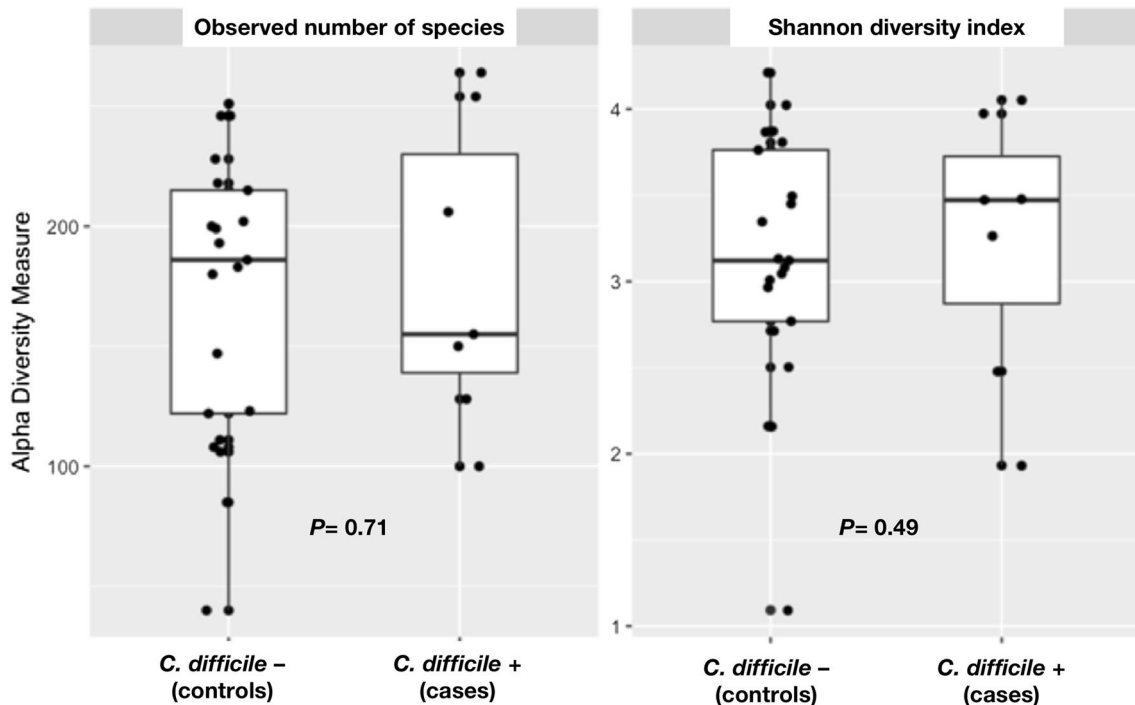 Observed number of species
Shannon diversity index
Alpha Diversity Measure
200
100
4
3
2
1
P= 0.71
P= 0.49
C. difficile –
(controls)
C. difficile +
(cases)
C. difficile –
(controls)
C. difficile +
(cases)